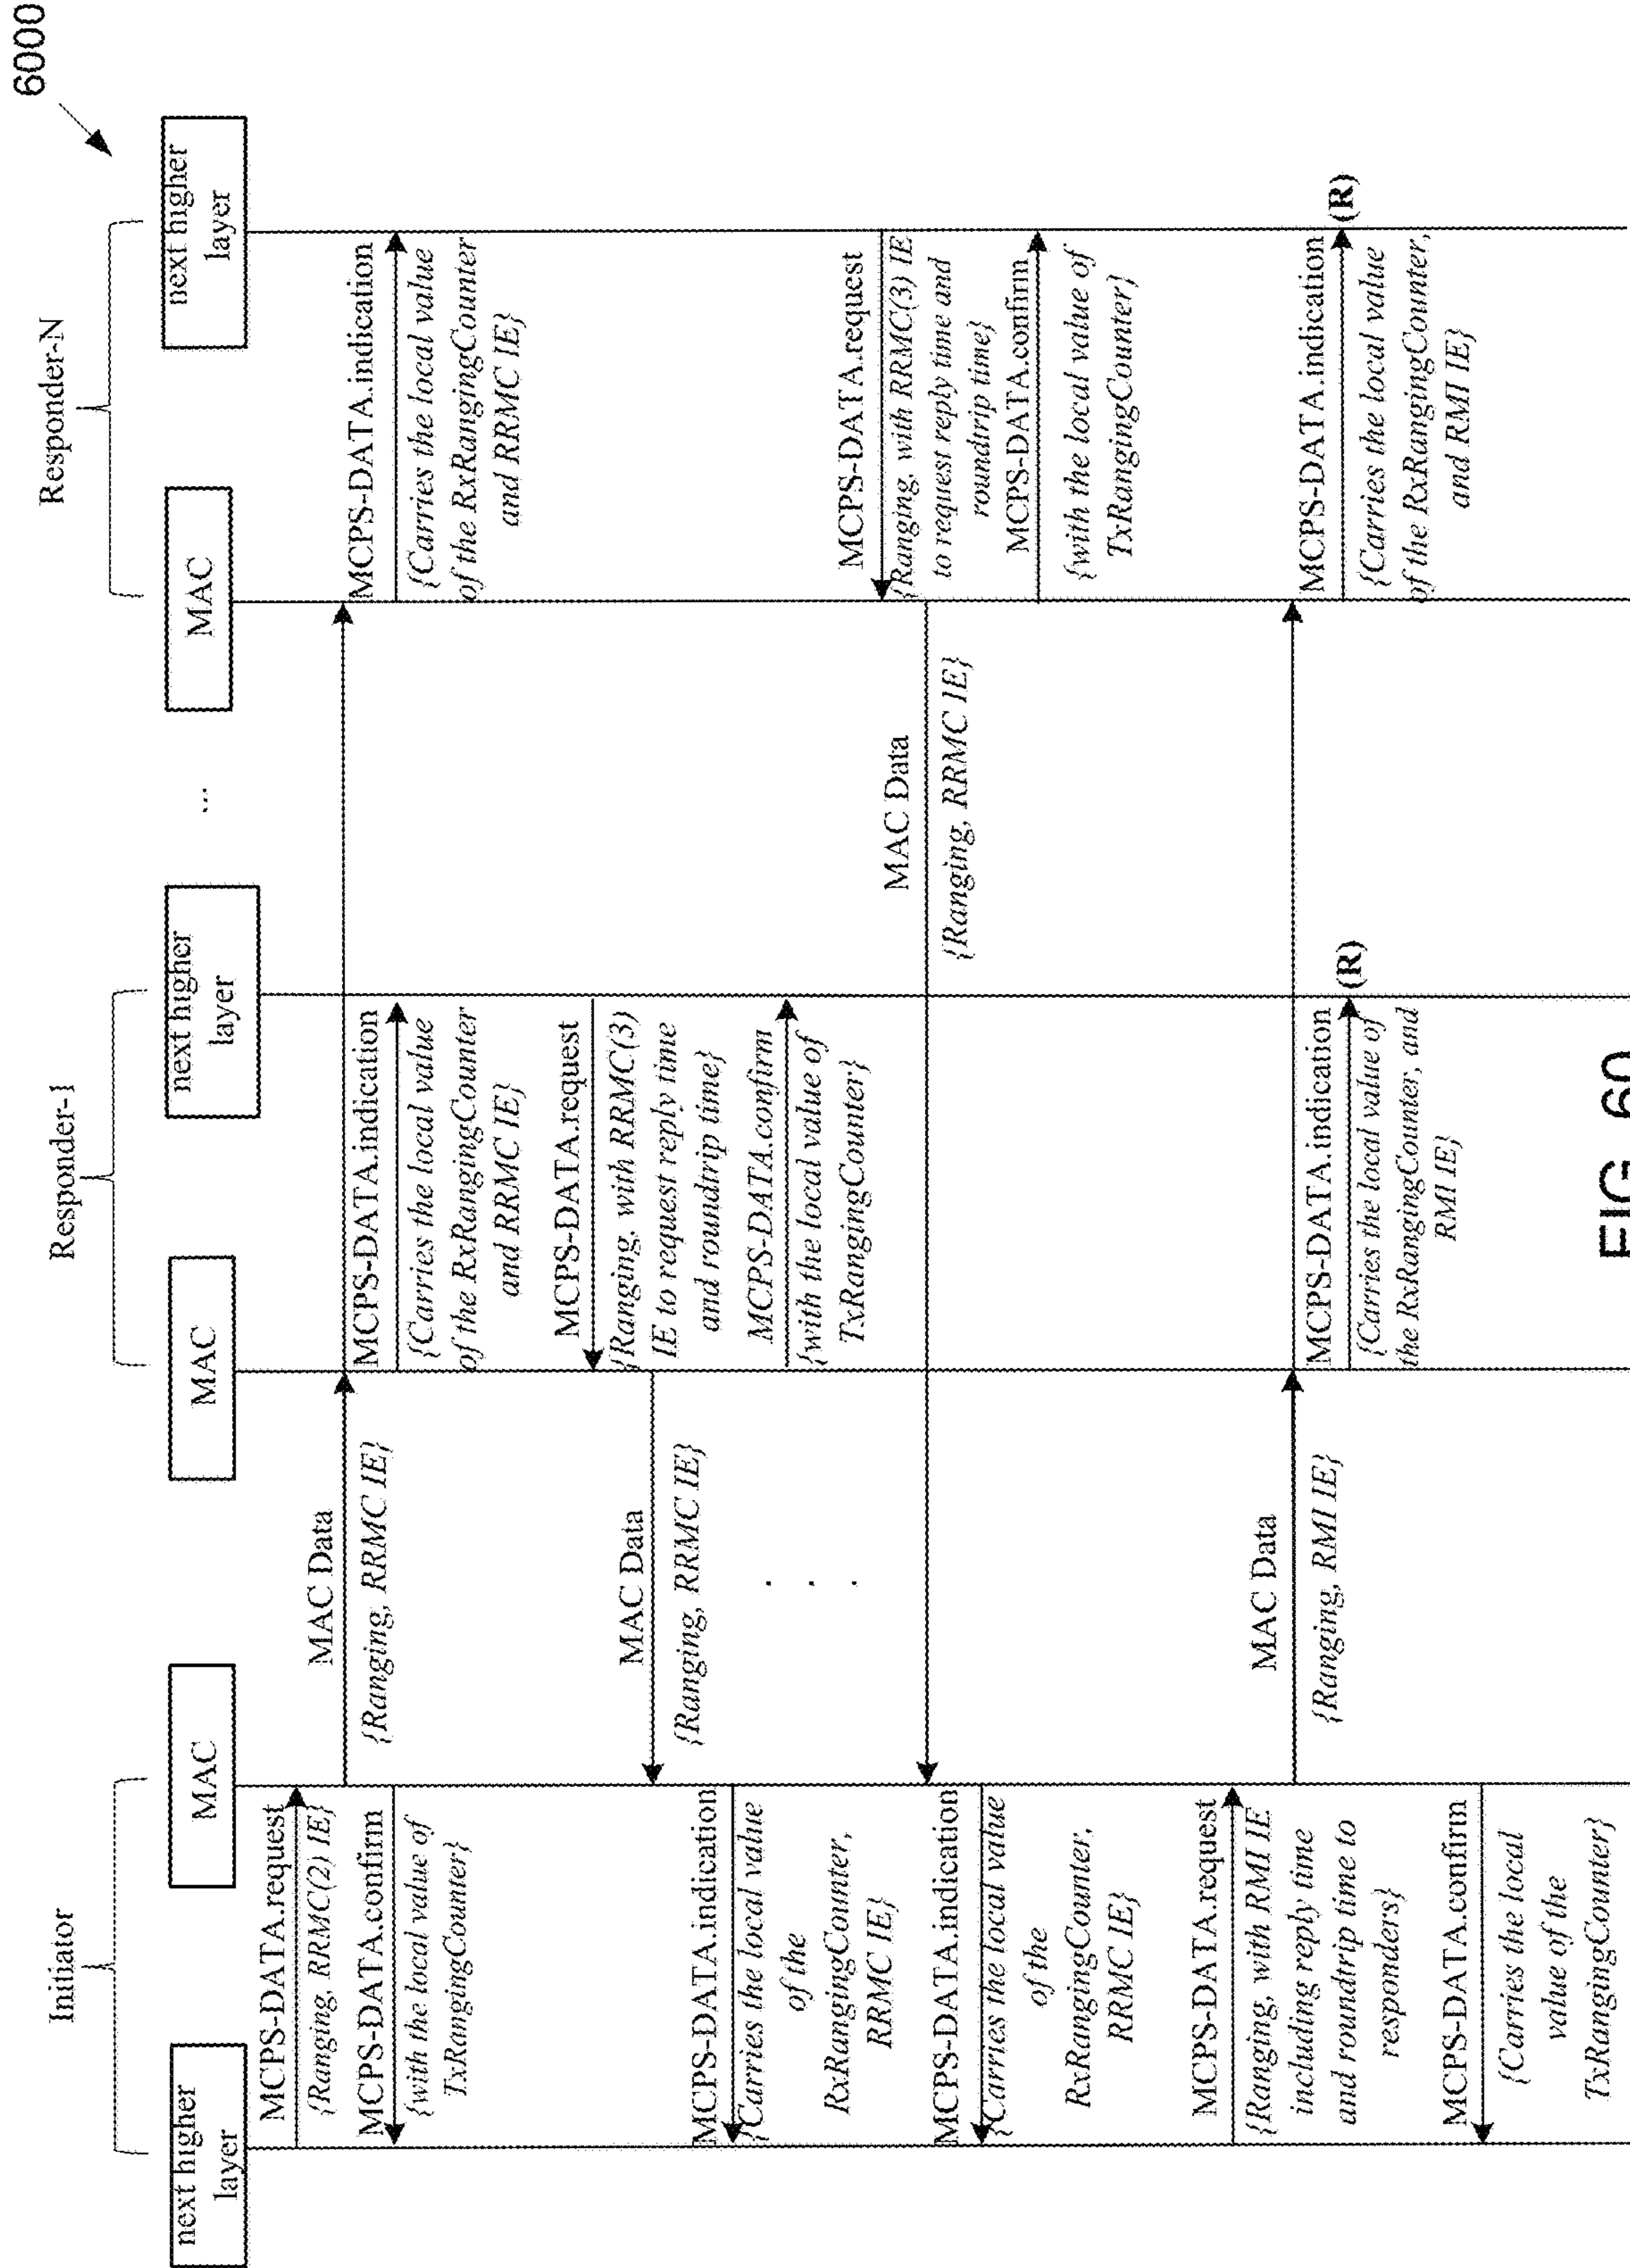 6000
Initiator
Responder-1
Responder-N
next higher
layer
MAC
MAC
next higher
layer
...
MAC
next higher
layer
MCPS-DATA.request
{Ranging, RRMC(2) IE}
MAC Data
{Ranging, RRMC IE}
MCPS-DATA.confirm
{with the local value of
TxRangingCounter}
MCPS-DATA.indication
{Carries the local value
of the RxRangingCounter
and RRMC IE}
MCPS-DATA.indication
{Carries the local value
of the RxRangingCounter
and RRMC IE}
MCPS-DATA.request
{Ranging, with RRMC(3)
IE to request reply time
and roundtrip time}
MAC Data
{Ranging, RRMC IE}
MCPS-DATA.confirm
{with the local value of
TxRangingCounter}
MCPS-DATA.indication
{Carries the local value
of the
RxRangingCounter,
RRMC IE}
. . .
MCPS-DATA.request
{Ranging, with RRMC(3) IE
to request reply time and
roundtrip time}
MCPS-DATA.confirm
{with the local value of
TxRangingCounter}
MAC Data
{Ranging, RRMC IE}
MCPS-DATA.indication
{Carries the local value
of the
RxRangingCounter,
RRMC IE}
MCPS-DATA.request
{Ranging, with RMI IE
including reply time
and roundtrip time to
responders}
MAC Data
{Ranging, RMI IE}
MCPS-DATA.indication
{Carries the local value of
the RxRangingCounter, and
RMI IE}
(R)
MCPS-DATA.indication
{Carries the local value
of the RxRangingCounter,
and RMI IE}
(R)
MCPS-DATA.confirm
{Carries the local
value of the
TxRangingCounter}
FIG. 60